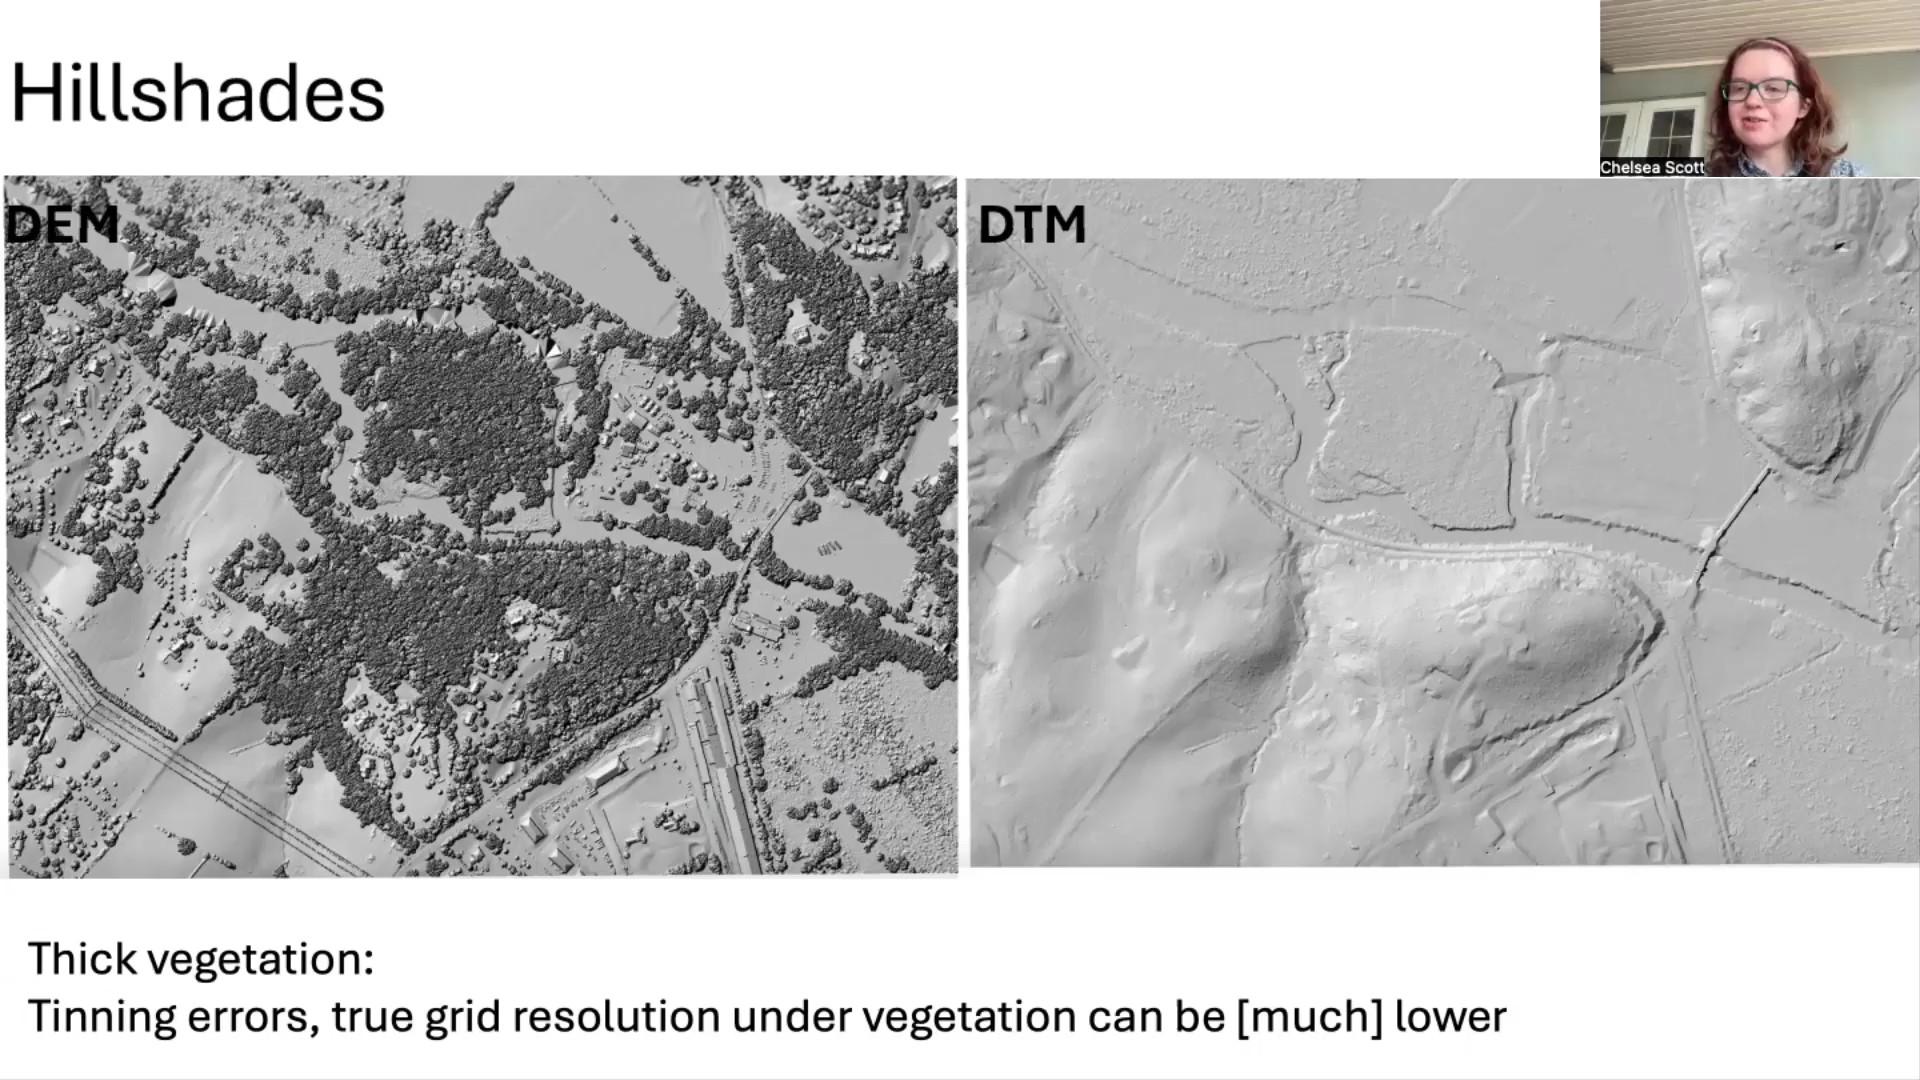 Hillshades
Chelsea Scott
DEM
DTM
Thick vegetation:
Tinning errors, true grid resolution under vegetation can be [much] lower